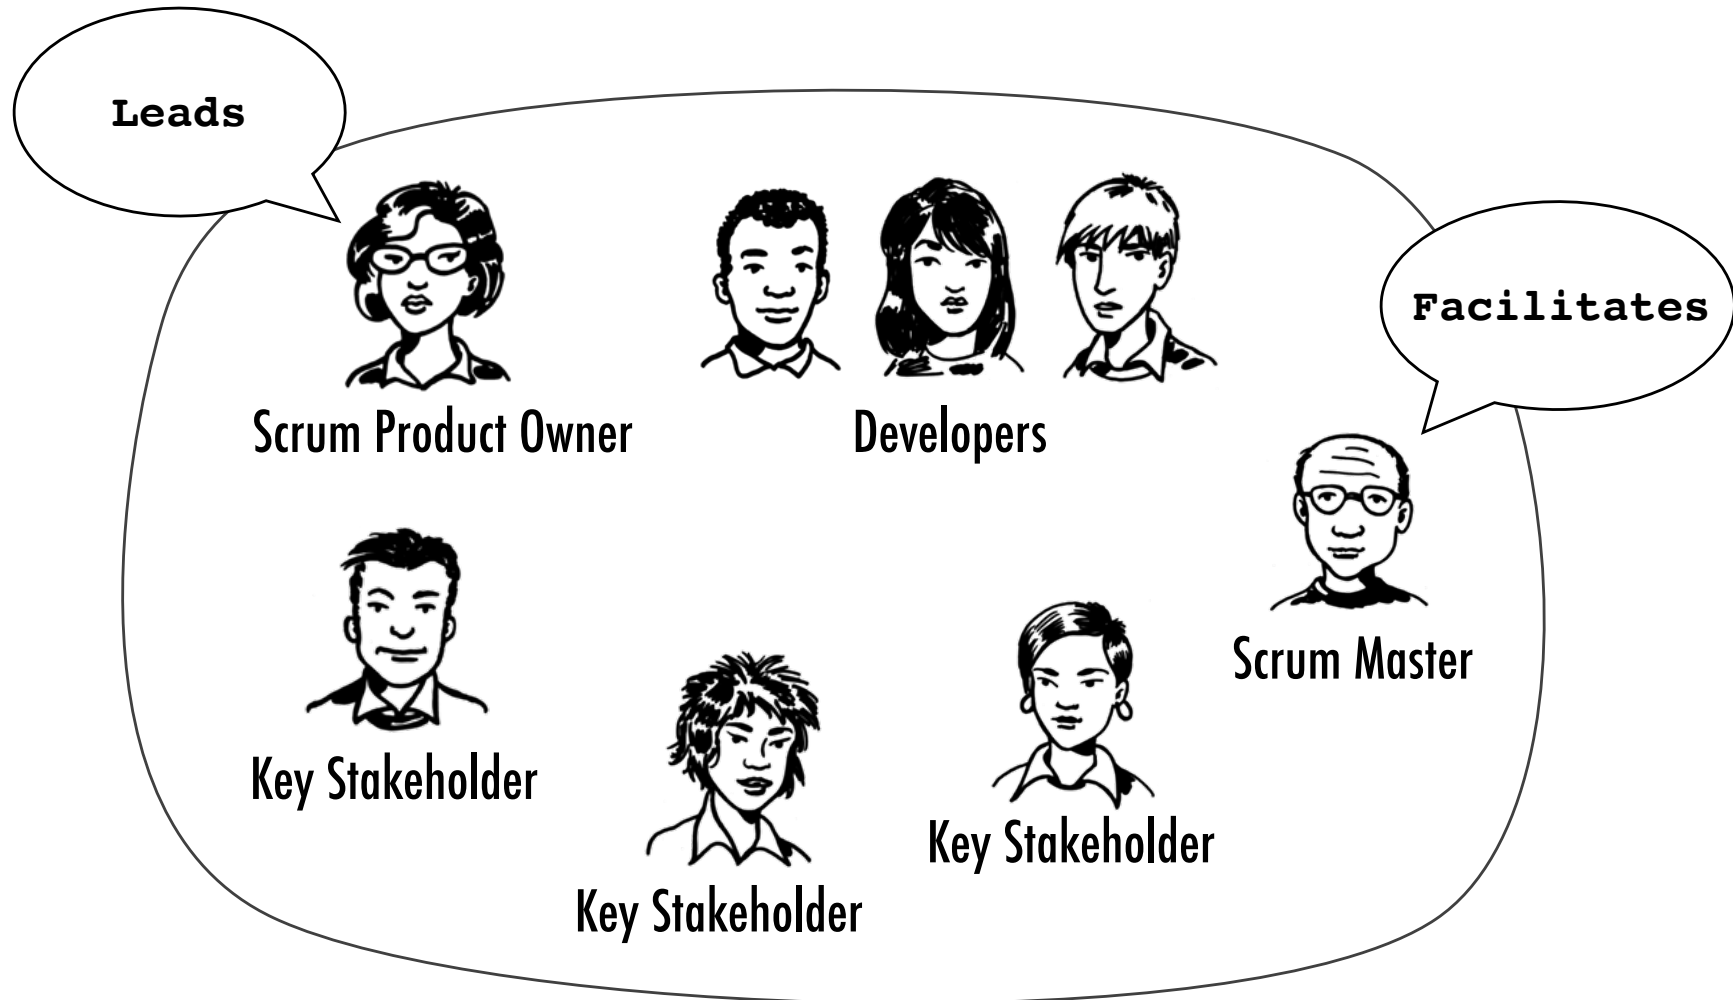 Leads
Facilitates
Scrum Product Owner
Developers
Scrum Master
Key Stakeholder
Key Stakeholder
Key Stakeholder